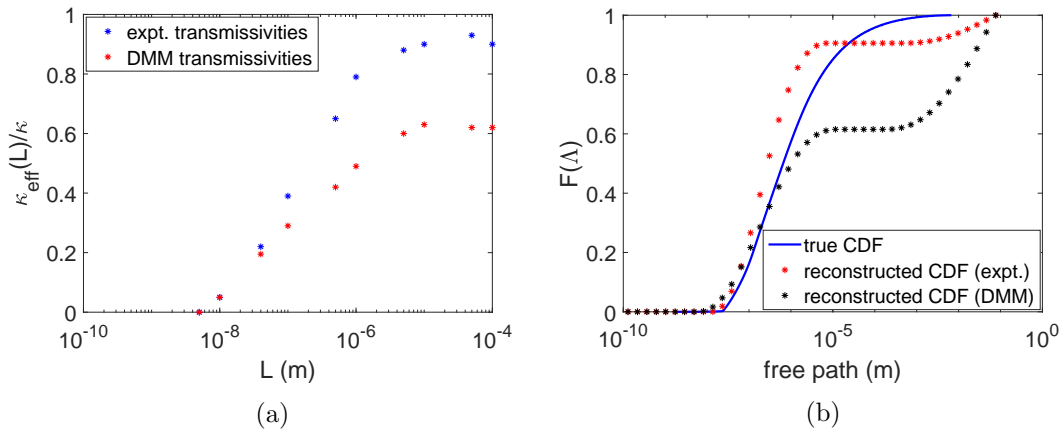 1
0.8
0.6
0.4
0.2
0
κ_eff(L)/κ
expt. transmissivities
DMM transmissivities
10^-10
10^-8
10^-6
10^-4
L (m)
(a)
1
0.8
0.6
0.4
0.2
0
F(Λ)
true CDF
reconstructed CDF (expt.)
reconstructed CDF (DMM)
10^-10
10^-5
10^0
free path (m)
(b)